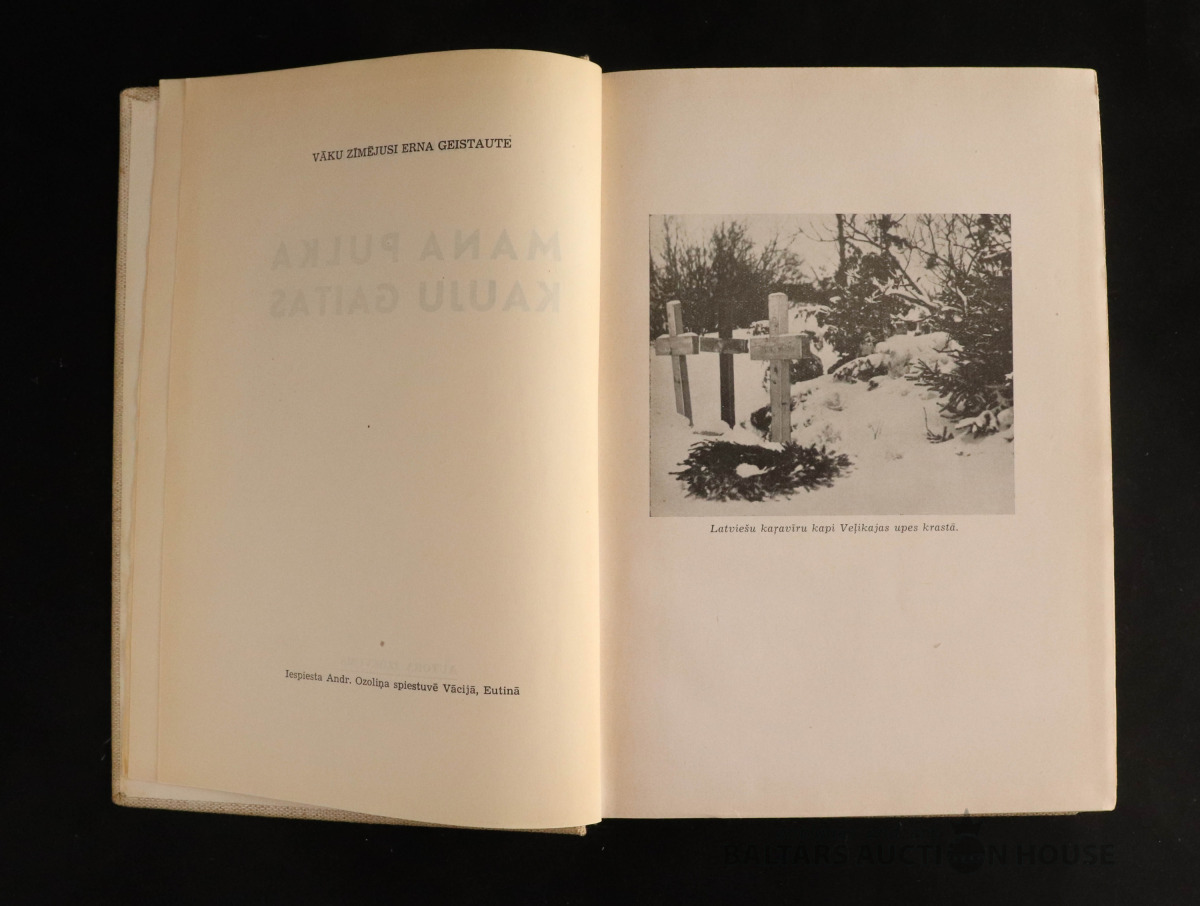 VĀKU ZĪMĒJUSI ERNA GEISTAUTE
MANA PULKA
KAUJU GAITAS
Iespiesta Andr. Ozoliņa spiestuvē Vācijā, Eutinā
Latviešu kaŗavīru kapi Veļikajas upes krastā.
BALTARS AUCTION HOUSE